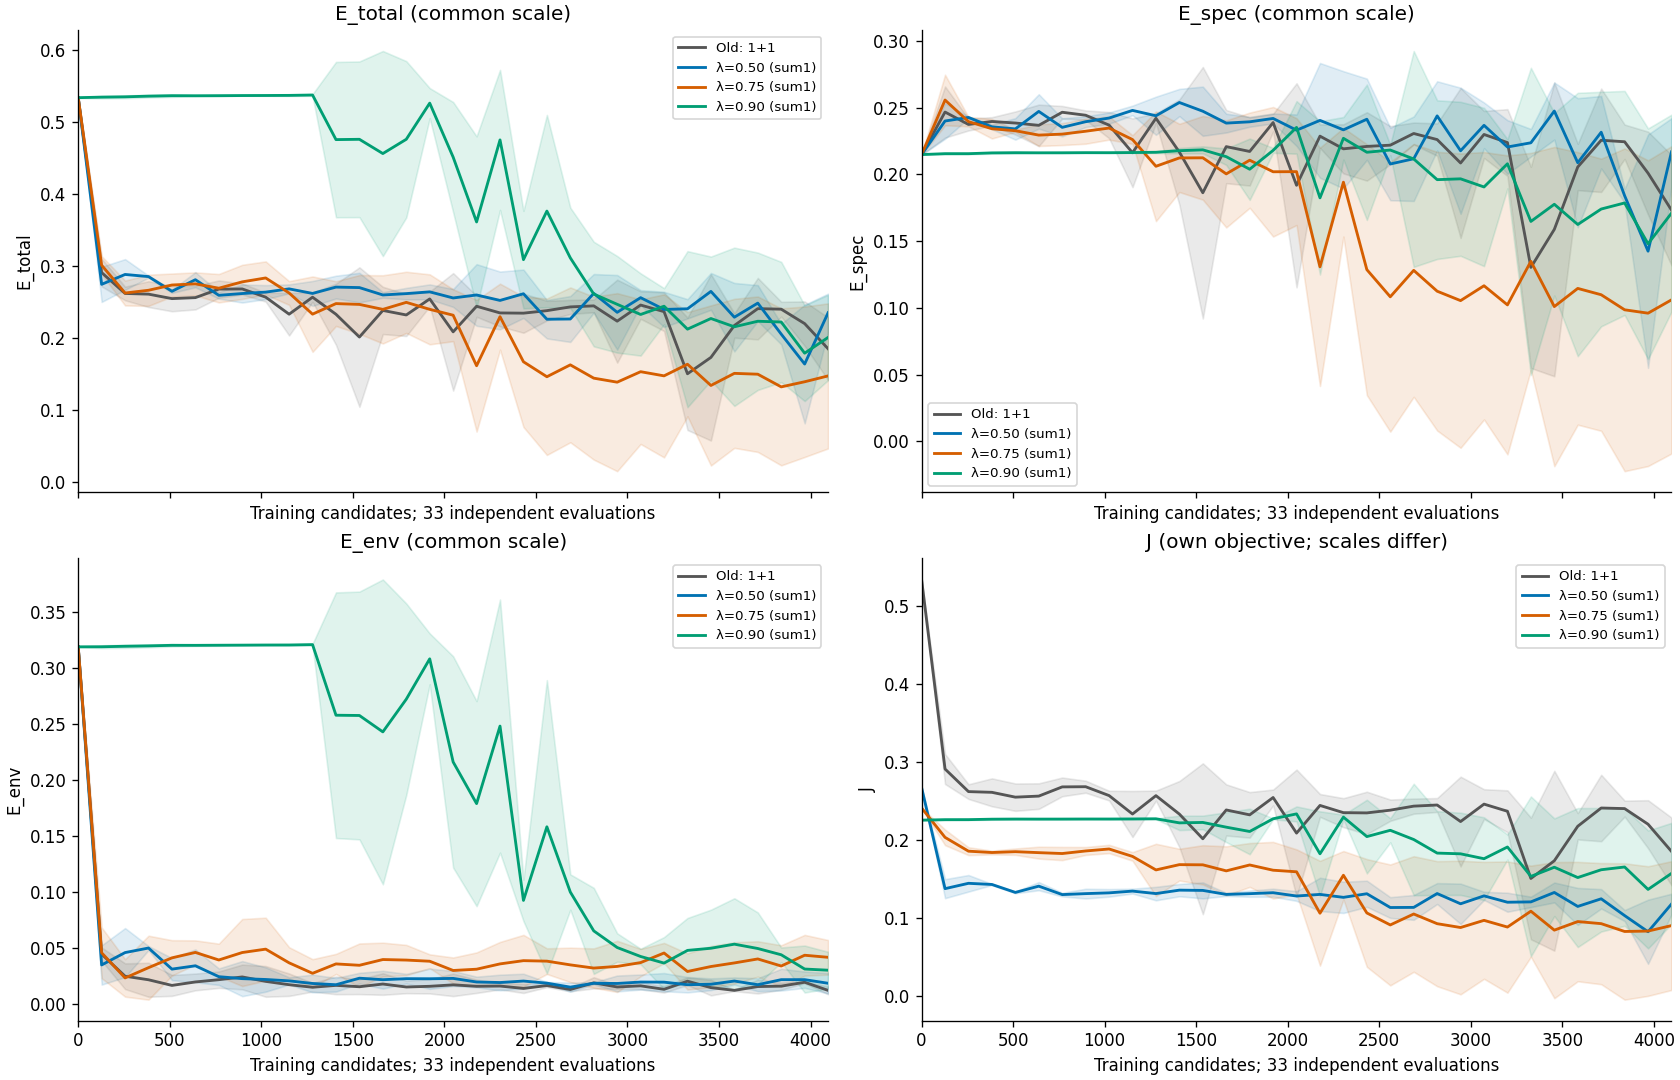 E_total (common scale)
E_total
0.6
0.5
0.4
0.3
0.2
0.1
0.0
Old: 1+1
λ=0.50 (sum1)
λ=0.75 (sum1)
λ=0.90 (sum1)
0
500
1000
1500
2000
2500
3000
3500
4000
Training candidates; 33 independent evaluations
E_spec (common scale)
E_spec
0.30
0.25
0.20
0.15
0.10
0.05
0.00
Old: 1+1
λ=0.50 (sum1)
λ=0.75 (sum1)
λ=0.90 (sum1)
Training candidates; 33 independent evaluations
E_env (common scale)
E_env
0.35
0.30
0.25
0.20
0.15
0.10
0.05
0.00
Old: 1+1
λ=0.50 (sum1)
λ=0.75 (sum1)
λ=0.90 (sum1)
Training candidates; 33 independent evaluations
J (own objective; scales differ)
J
0.5
0.4
0.3
0.2
0.1
0.0
Old: 1+1
λ=0.50 (sum1)
λ=0.75 (sum1)
λ=0.90 (sum1)
0
500
1000
1500
2000
2500
3000
3500
4000
Training candidates; 33 independent evaluations